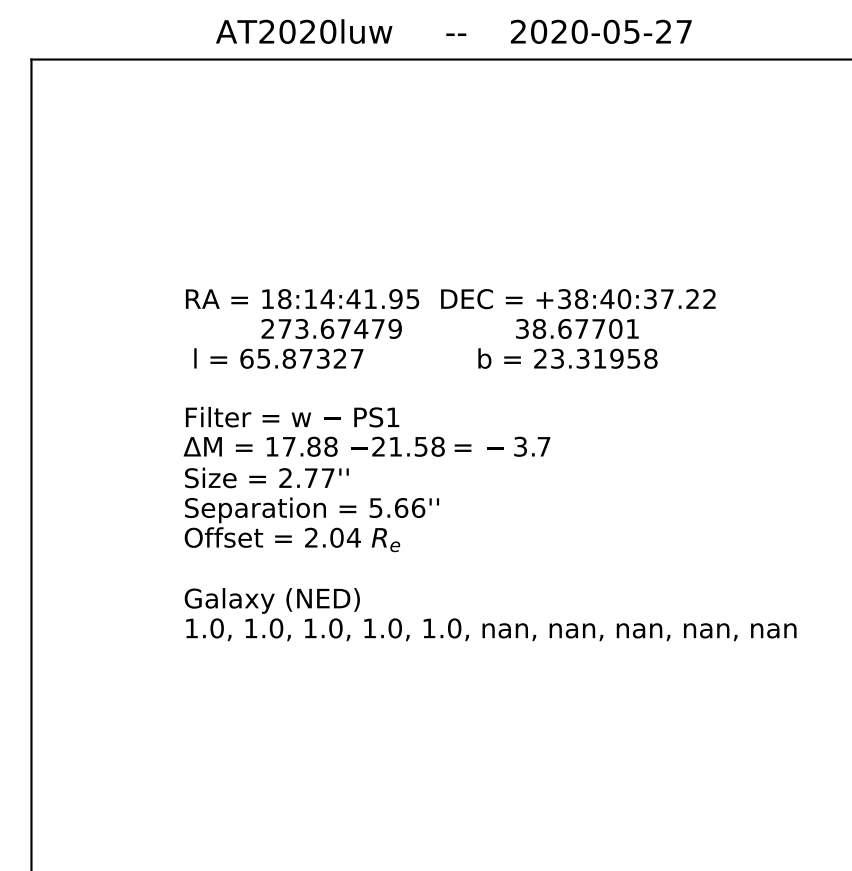 AT2020luw -- 2020-05-27
RA = 18:14:41.95 DEC = +38:40:37.22
273.67479 38.67701
l = 65.87327 b = 23.31958
Filter = w − PS1
ΔM = 17.88 −21.58 = − 3.7
Size = 2.77''
Separation = 5.66''
Offset = 2.04 Rₑ
Galaxy (NED)
1.0, 1.0, 1.0, 1.0, 1.0, nan, nan, nan, nan, nan